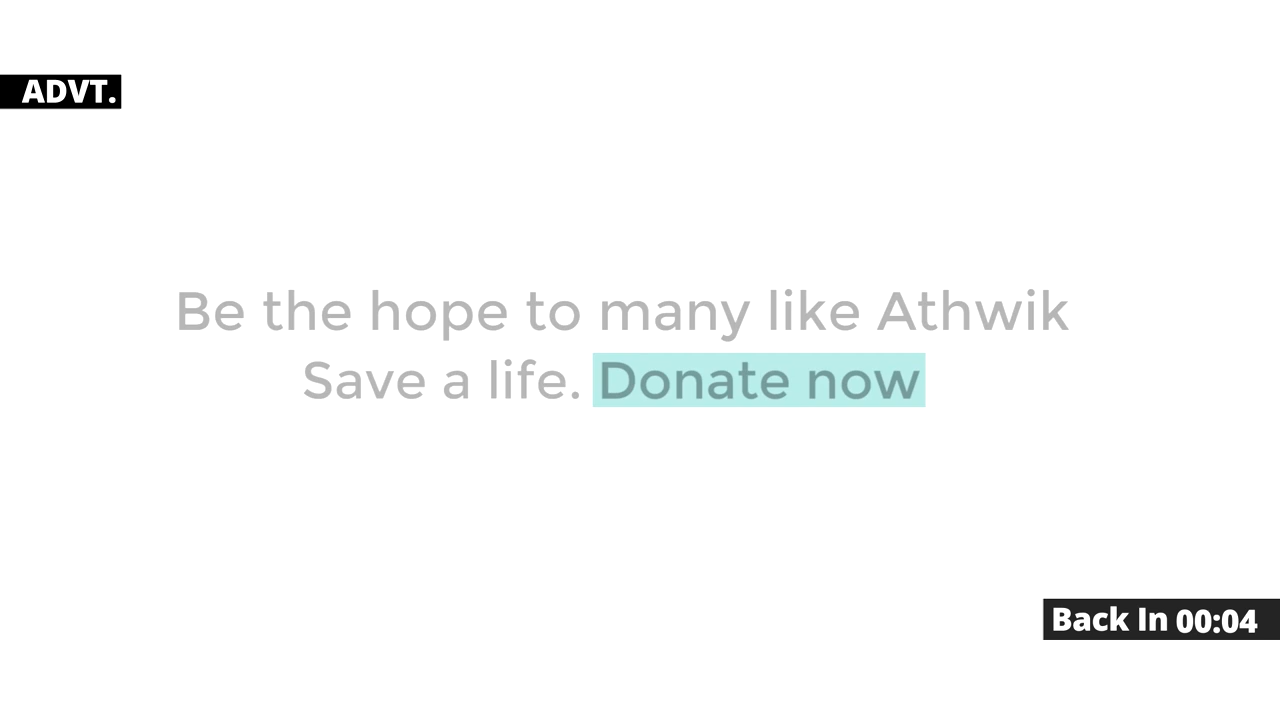 ADVT.
Be the hope to many like Athwik
Save a life. Donate now
Back In 00:04